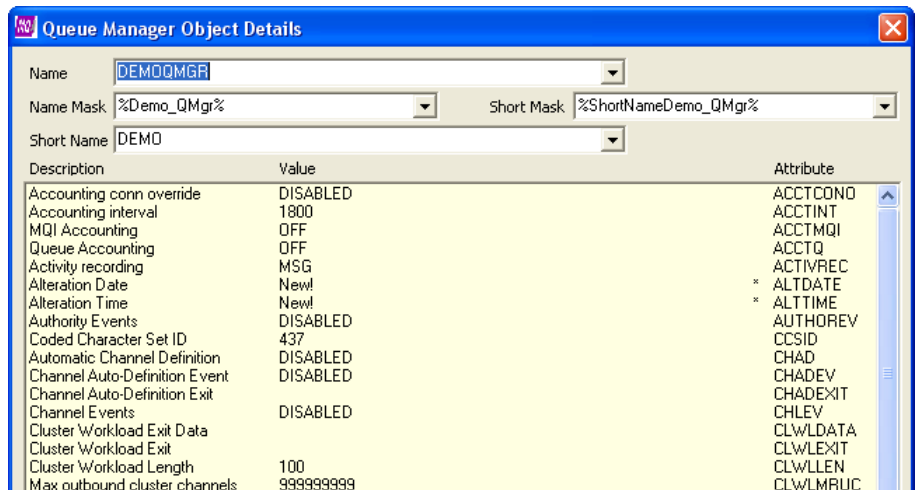 MQ Queue Manager Object Details
Name DEMOQMGR
Name Mask %Demo_QMgr% Short Mask %ShortNameDemo_QMgr%
Short Name DEMO
Description Value Attribute
Accounting conn override DISABLED ACCTCONO
Accounting interval 1800 ACCTINT
MQI Accounting OFF ACCTMQI
Queue Accounting OFF ACCTQ
Activity recording MSG ACTIVREC
Alteration Date New! * ALTDATE
Alteration Time New! * ALTTIME
Authority Events DISABLED AUTHOREV
Coded Character Set ID 437 CCSID
Automatic Channel Definition DISABLED CHAD
Channel Auto-Definition Event DISABLED CHADEV
Channel Auto-Definition Exit CHADEXIT
Channel Events DISABLED CHLEV
Cluster Workload Exit Data CLWLDATA
Cluster Workload Exit CLWLEXIT
Cluster Workload Length 100 CLWLLEN
Max outbound cluster channels 999999999 CLWLMRUC